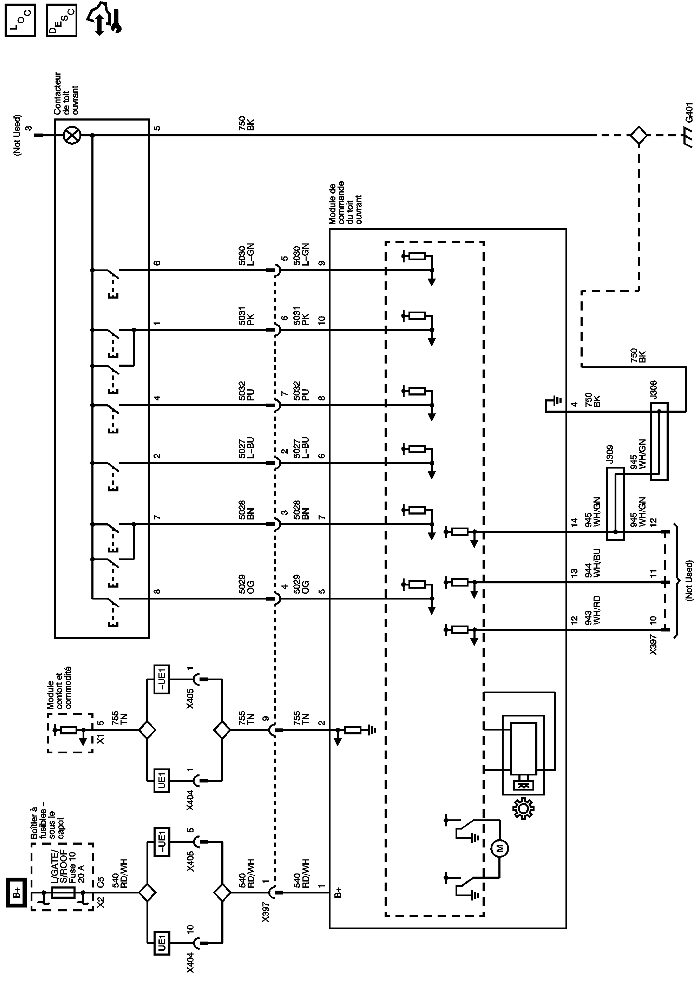 L O C
D E S C
(Not Used)
3
Contacteur
de toit
ouvrant
5
750
BK
G401
6
5030
L-GN
5
5030
L-GN
9
1
5031
PK
6
5031
PK
10
4
5032
PU
7
5032
PU
8
2
5027
L-BU
2
5027
L-BU
6
7
5028
BN
3
5028
BN
7
8
5029
OG
4
5029
OG
5
Module de
commande
du toit
ouvrant
750
BK
4
750
BK
J308
J309
945
WH/GN
14
945
WH/GN
945
WH/GN
12
13
944
WH/BU
11
12
943
WH/RD
10
X397
(Not Used)
Module
confort et
commodité
5
X1
755
TN
~UE1
1
X405
UE1
1
X404
755
TN
9
755
TN
2
M
B+
Boîtier à
fusibles –
sous le
capot
L/GATE/
S/ROOF
Fuse 10
20 A
C5
X2
540
RD/WH
~UE1
5
X405
UE1
10
X404
540
RD/WH
1
X397
540
RD/WH
1
B+